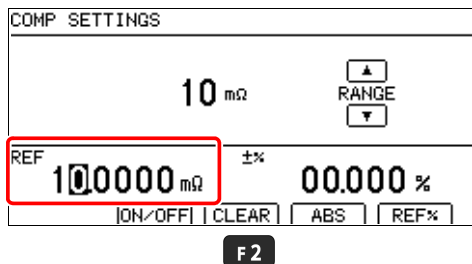 COMP SETTINGS
10 mΩ
▲
RANGE
▼
REF
10.0000 mΩ
±%
00.000 %
ON/OFF CLEAR ABS REF%
F2